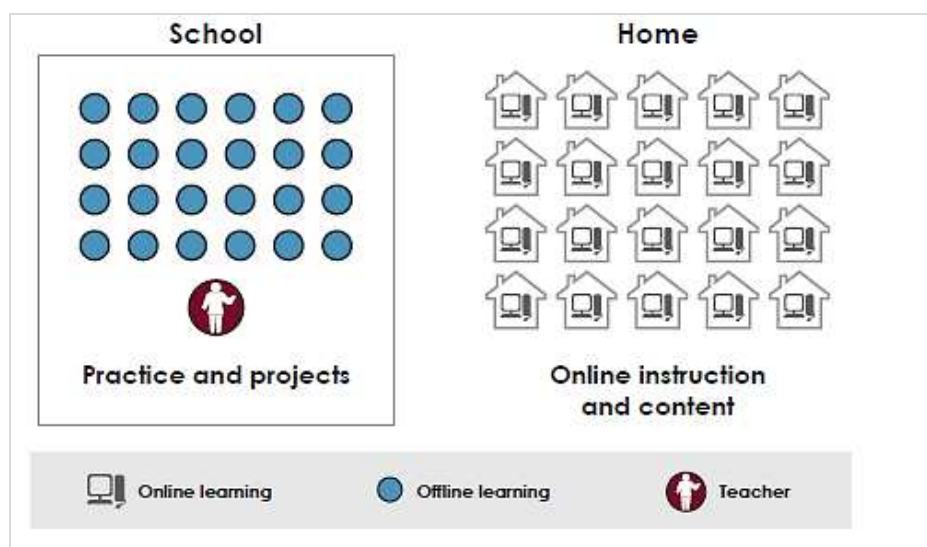 School
Home
Practice and projects
Online instruction
and content
Online learning
Offline learning
Teacher